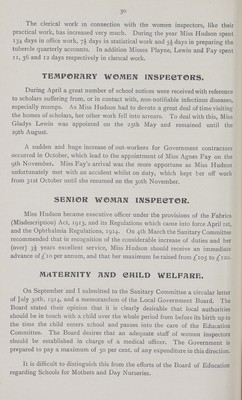 30
The clerical work in connection with the women inspectors, like their
practical work, has increased very much. During the year Miss Hudson spent
134 days in office work, 7½ days in statistical work and 5½ days in preparing the
tubercle quarterly accounts. In addition Misses Playne, Lewin and Fay spent
11, 36 and 12 days respectively in clerical work.
TEMPORARY WOMEN INSPECTORS.
During April a great number of school notices were received with reference
to scholars suffering from, or in contact with, non-notifiable infectious diseases,
especially mumps. As Miss Hudson had to devote a great deal of time visiting
the homes of scholars, her other work fell into arrears. To deal with this, Miss
Gladys Lewin was appointed on the 25th May and remained until the
29th August.
A sudden and huge increase of out-workers for Government contractors
occurred in October, which lead to the appointment of Miss Agnes Fay on the
9th November. Miss Fay's arrival was the more opportune as Miss Hudson
unfortunately met with an accident whilst on duty, which kept her off work
from 31st October until she returned on the 30th November.
SENIOR WOMAN INSPECTOR.
Miss Hudson became executive officer under the provisions of the Fabrics
(Misdescription) Act, 1913, and its Regulations which came into force April 1st,
and the Ophthalmia Regulations, 1914. On 4th March the Sanitary Committee
recommended that in recognition of the considerable increase of duties and her
(over) 3½ years excellent service, Miss Hudson should receive an immediate
advance of £10 per annum, and that her maximum be raised from £105 to £120.
MATERNITY AND CHILD WELFARE.
On September and I submitted to the Sanitary Committee a circular letter
of July 30th, 1914, and a memorandum of the Local Government Board. The
Board stated their opinion that it is clearly desirable that local authorities
should be in touch with a child over the whole period from before its birth up to
the time the child enters school and passes into the care of the Education
Committee. The Board desires that an adequate staff of women inspectors
should be established in charge of a medical officer. The Government is
prepared to pay a maximum of 50 per cent. of any expenditure in this direction.
It is difficult to distinguish this from the efforts of the Board of Education
regarding Schools for Mothers and Day Nurseries.